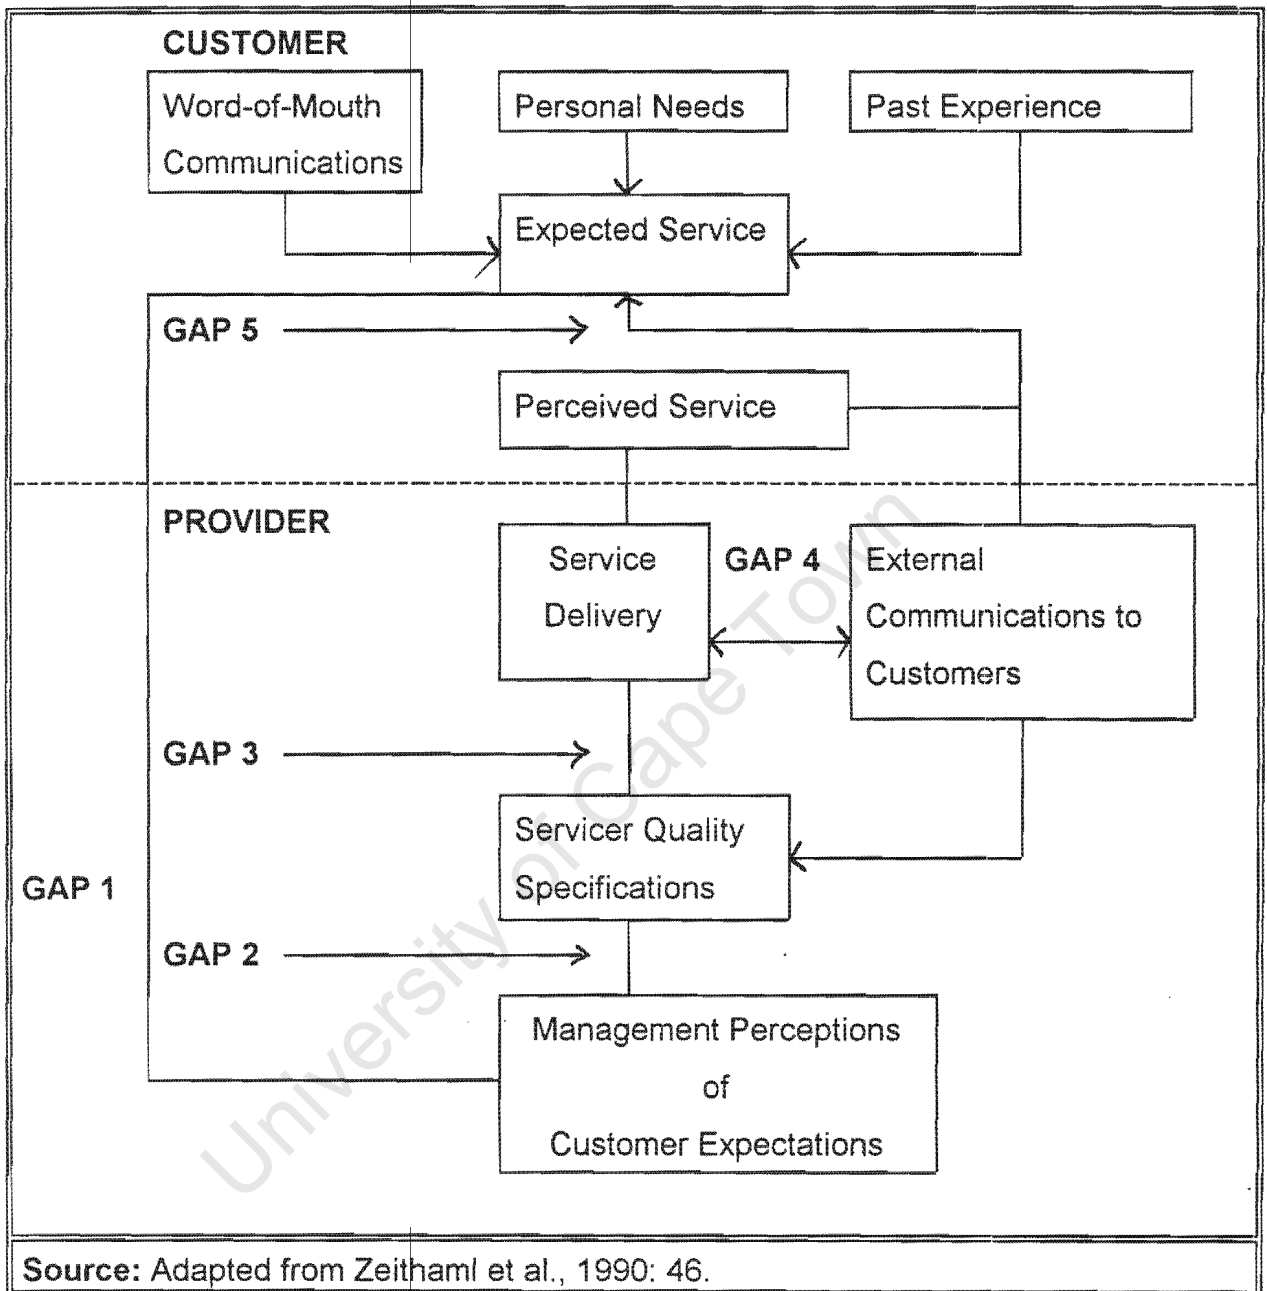 CUSTOMER
Word-of-Mouth
Communications
Personal Needs
Past Experience
Expected Service
GAP 5
Perceived Service
PROVIDER
Service
Delivery
GAP 4
External
Communications to
Customers
GAP 3
Servicer Quality
Specifications
GAP 1
GAP 2
Management Perceptions
of
Customer Expectations
University of Cape Town
Source: Adapted from Zeithaml et al., 1990: 46.